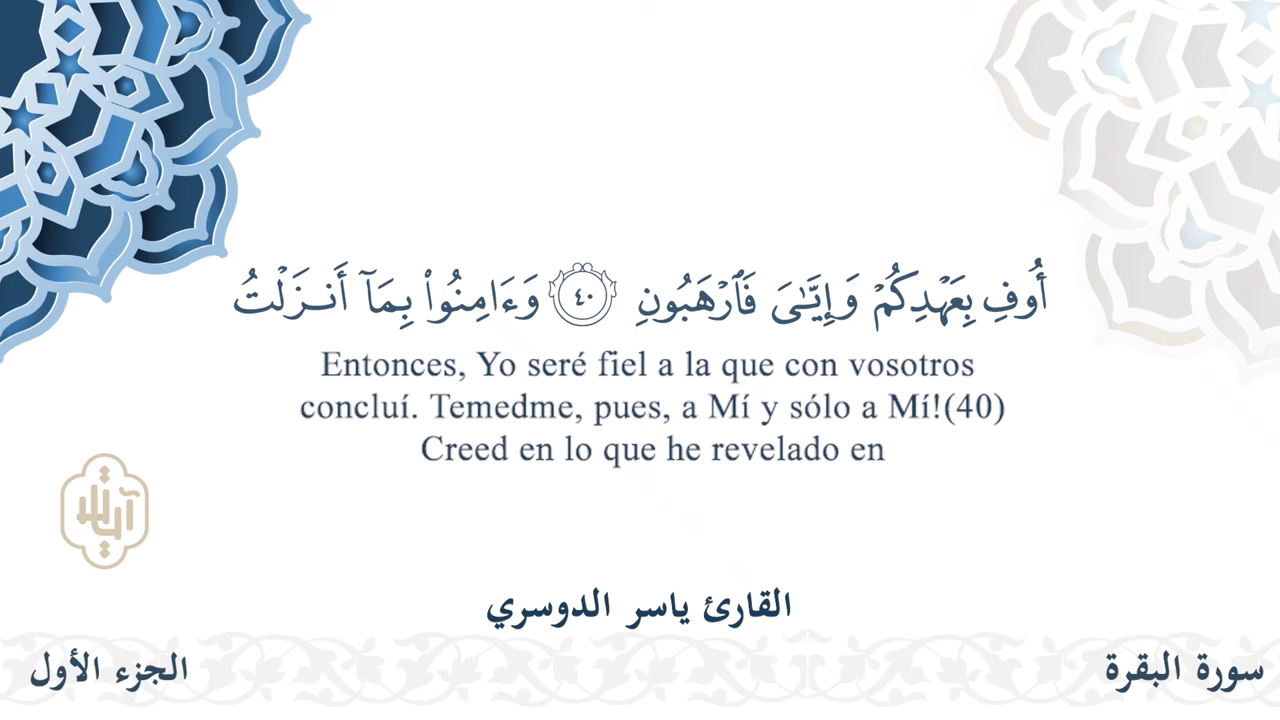 أُوفِ بِعَهْدِكُمْ وَإِيَّـٰىَ فَٱرْهَبُونِ ۝٤٠ وَءَامِنُوا۟ بِمَآ أَنـزَلْتُ
Entonces, Yo seré fiel a la que con vosotros
concluí. Temedme, pues, a Mí y sólo a Mí!(40)
Creed en lo que he revelado en
القارئ ياسر الدوسري
سورة البقرة
الجزء الأول